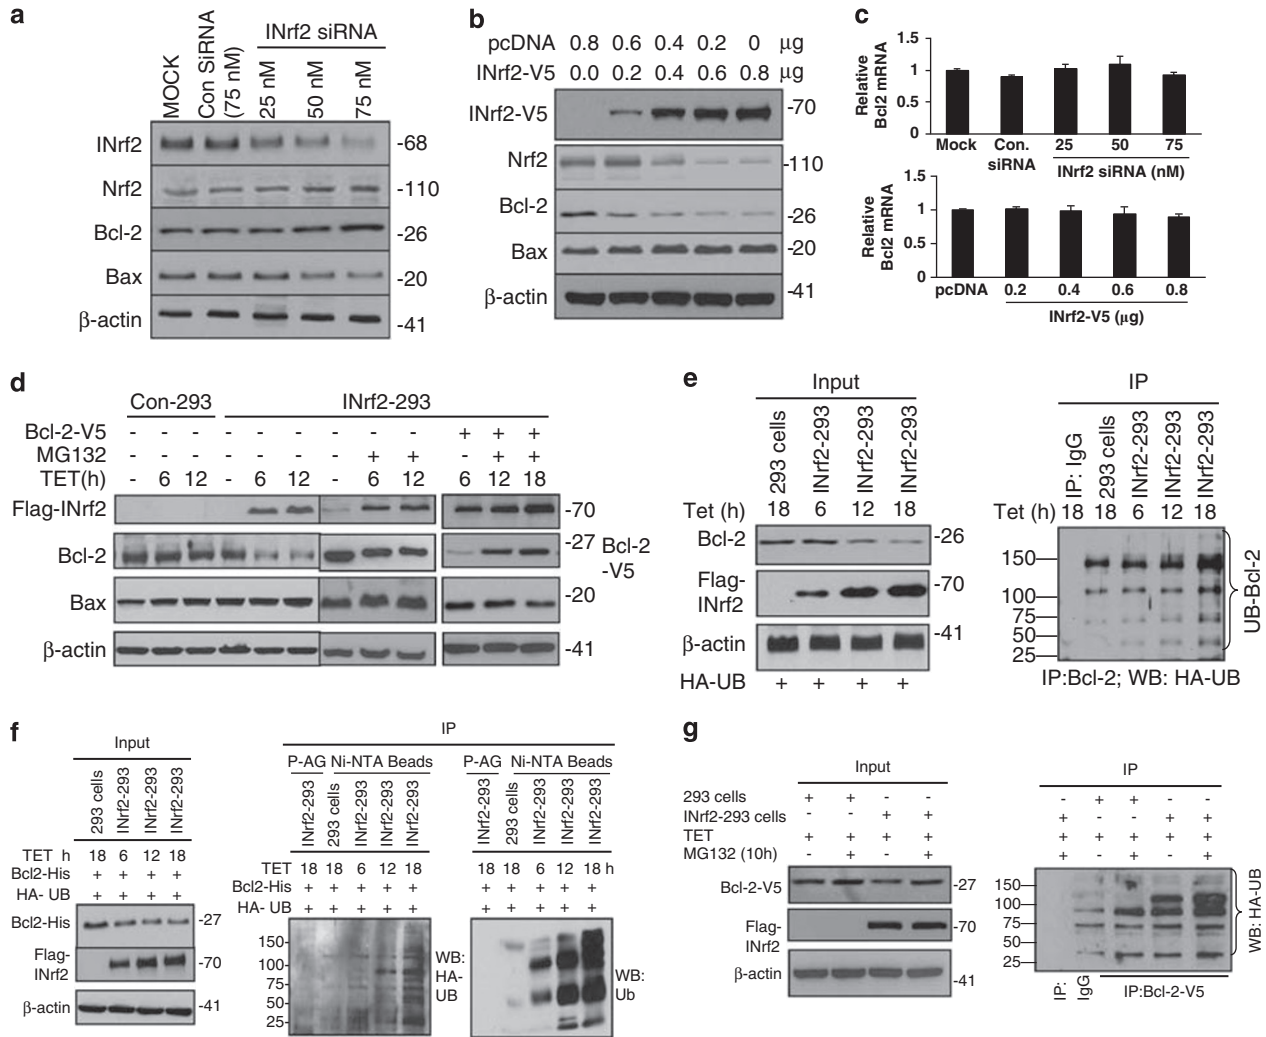 a
MOCK
Con SiRNA
(75 nM)
INrf2 siRNA
25 nM
50 nM
75 nM
INrf2
-68
Nrf2
-110
Bcl-2
-26
Bax
-20
β-actin
-41
b
pcDNA 0.8 0.6 0.4 0.2 0 μg
INrf2-V5 0.0 0.2 0.4 0.6 0.8 μg
INrf2-V5
-70
Nrf2
-110
Bcl-2
-26
Bax
-20
β-actin
-41
c
Relative
Bcl2 mRNA
1.5
1
0.5
0
Mock Con. siRNA 25 50 75
INrf2 siRNA (nM)
Relative
Bcl2 mRNA
1.5
1
0.5
0
pcDNA 0.2 0.4 0.6 0.8
INrf2-V5 (μg)
d
Con-293 INrf2-293
Bcl-2-V5 - - - - - - - - - + + +
MG132 - - - - - - - + + - + +
TET(h) - 6 12 - 6 12 - 6 12 6 12 18
Flag-INrf2
-70
Bcl-2
-27 Bcl-2
-V5
Bax
-20
β-actin
-41
e
Input
293 cells
INrf2-293
INrf2-293
INrf2-293
Tet (h) 18 6 12 18
Bcl-2
-26
Flag-
INrf2
-70
β-actin
-41
HA-UB + + + +
IP
IP: IgG
293 cells
INrf2-293
INrf2-293
INrf2-293
Tet (h) 18 18 6 12 18
150
100
75
50
25
UB-Bcl-2
IP:Bcl-2; WB: HA-UB
f
Input
293 cells
INrf2-293
INrf2-293
INrf2-293
TET h 18 6 12 18
Bcl2-His + + + +
HA- UB + + + +
Bcl2-His
-27
Flag-
INrf2
-70
β-actin
-41
IP
P-AG Ni-NTA Beads
INrf2-293
293 cells
INrf2-293
INrf2-293
INrf2-293
TET 18 18 6 12 18
Bcl2-His + + + + +
HA- UB + + + + +
150-
100-
75-
50-
25-
WB:
HA-
UB
P-AG Ni-NTA Beads
INrf2-293
293 cells
INrf2-293
INrf2-293
INrf2-293
18 18 6 12 18 h
+ + + + +
+ + + + +
WB:
Ub
g
Input
293 cells + + - -
INrf2-293 cells - - + +
TET + + + +
MG132 (10h) - + - +
Bcl-2-V5
-27
Flag-
INrf2
-70
β-actin
-41
IP
- + + - -
+ - - + +
+ + + + +
+ - + - +
150
100
75
50
25
WB: HA-UB
IP:
IgG
IP:Bcl-2-V5